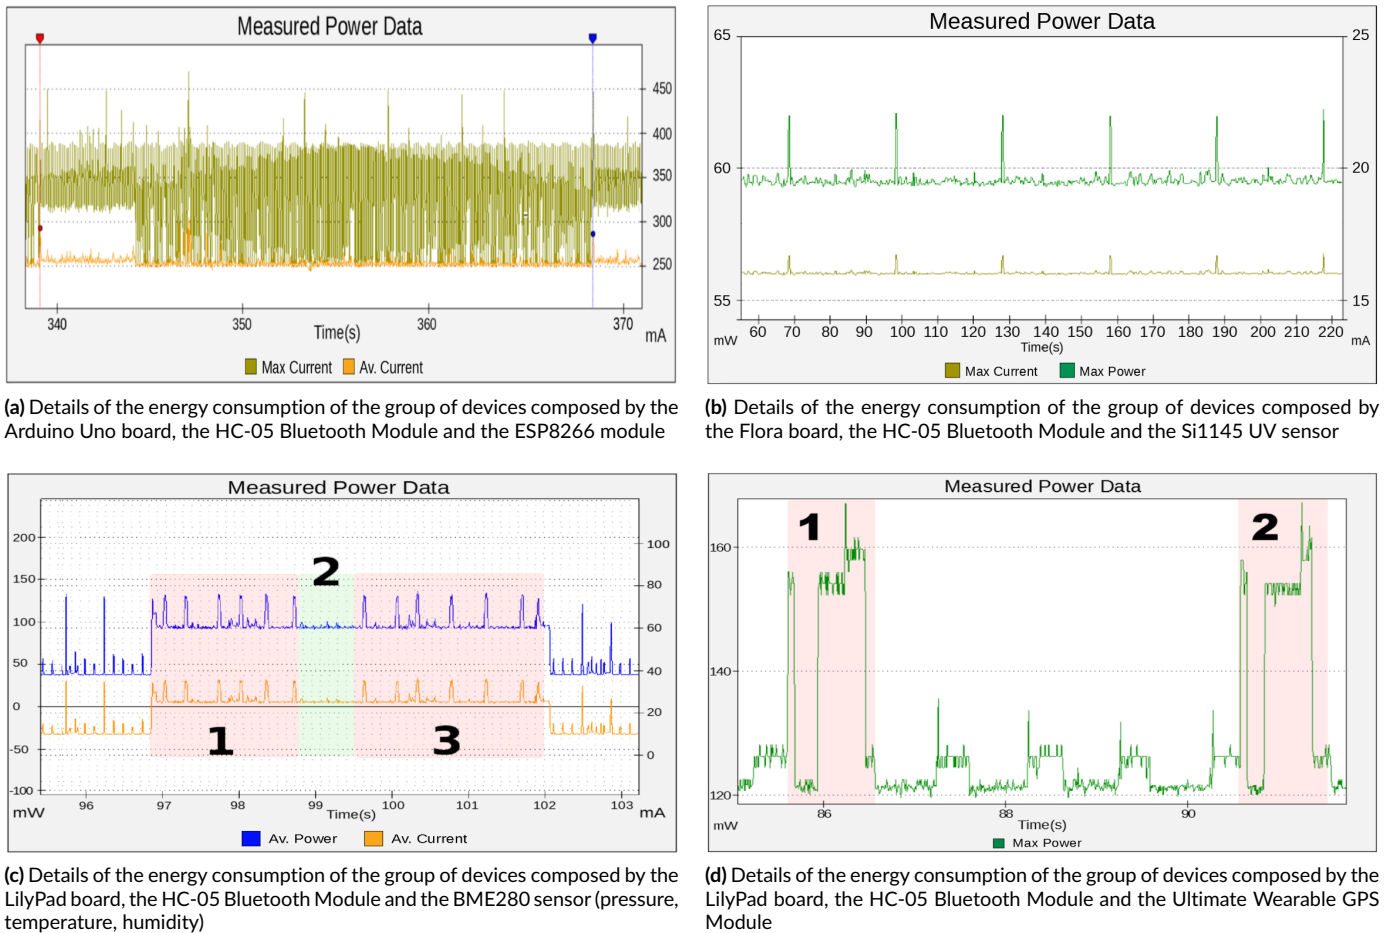 Measured Power Data
450
400
350
300
250
340
350
360
370
Time(s)
mA
Max Current
Av. Current
(a) Details of the energy consumption of the group of devices composed by the
Arduino Uno board, the HC-05 Bluetooth Module and the ESP8266 module
Measured Power Data
65
60
55
25
20
15
60 70 80 90 100 110 120 130 140 150 160 170 180 190 200 210 220
mW
Time(s)
mA
Max Current
Max Power
(b) Details of the energy consumption of the group of devices composed by
the Flora board, the HC-05 Bluetooth Module and the Si1145 UV sensor
Measured Power Data
200
150
100
50
0
-50
-100
100
80
60
40
20
0
1
2
3
96 97 98 99 100 101 102 103
mW
Time(s)
mA
Av. Power
Av. Current
(c) Details of the energy consumption of the group of devices composed by the
LilyPad board, the HC-05 Bluetooth Module and the BME280 sensor (pressure,
temperature, humidity)
Measured Power Data
1
2
160
140
120
86
88
90
mW
Time(s)
Max Power
(d) Details of the energy consumption of the group of devices composed by the
LilyPad board, the HC-05 Bluetooth Module and the Ultimate Wearable GPS
Module